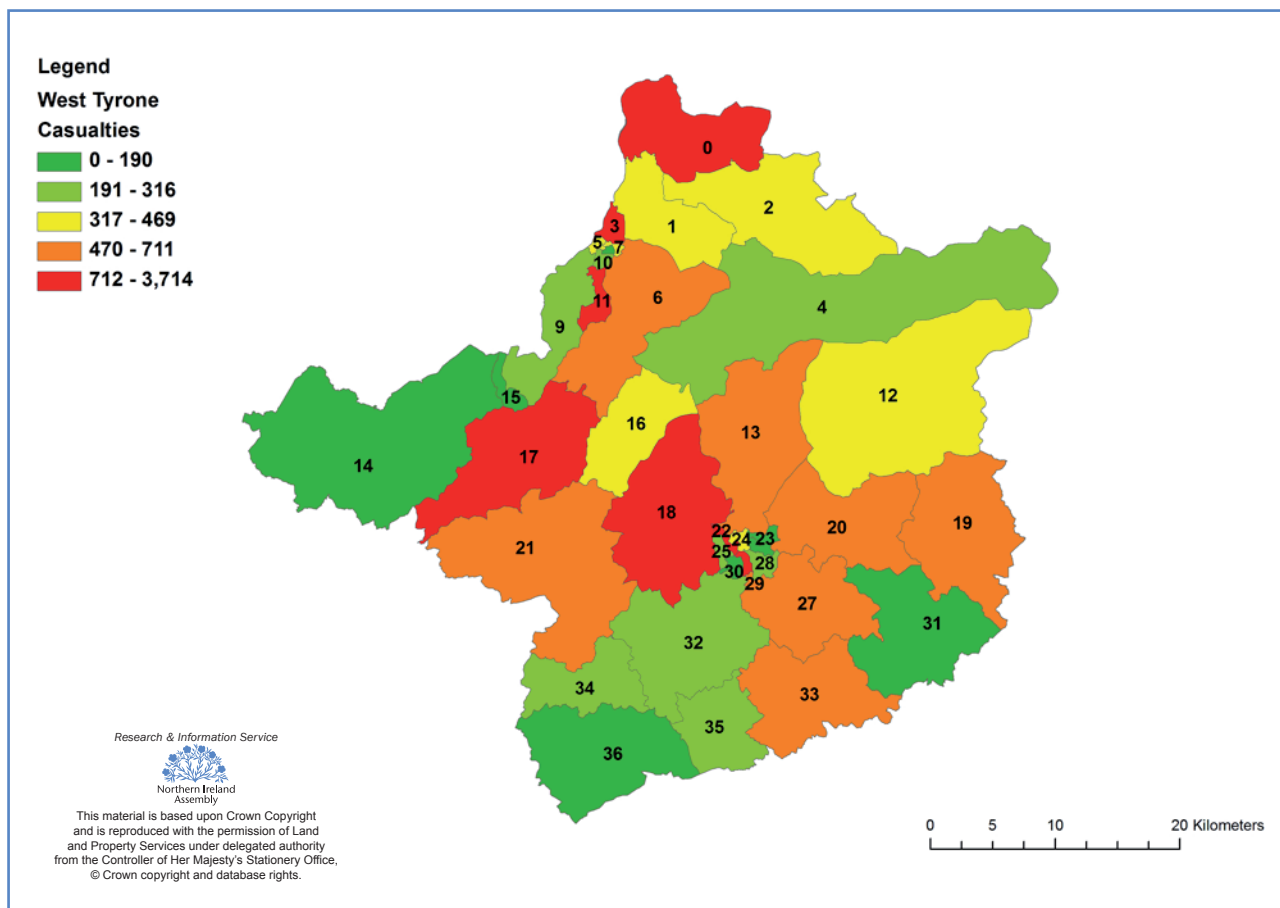 Legend
West Tyrone
Casualties
0 - 190
191 - 316
317 - 469
470 - 711
712 - 3,714
0
2
1
3
5
7
10
6
11
4
9
12
15
16
13
14
17
18
20
19
22
24
23
21
25
28
30
29
27
31
32
34
33
35
36
Research & Information Service
Northern Ireland
Assembly
This material is based upon Crown Copyright
and is reproduced with the permission of Land
and Property Services under delegated authority
from the Controller of Her Majesty's Stationery Office,
© Crown copyright and database rights.
0 5 10 20 Kilometers